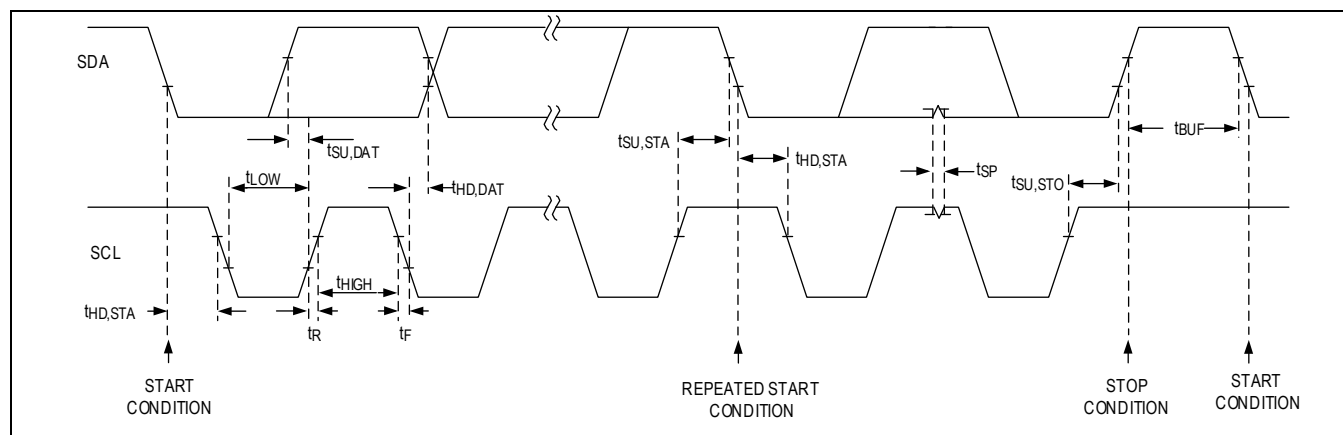 SDA
tSU,DAT
tSU,STA
tHD,STA
tBUF
tLOW
tHD,DAT
tSP
tSU,STO
SCL
tHIGH
tHD,STA
tR
tF
START
CONDITION
REPEATED START
CONDITION
STOP
CONDITION
START
CONDITION